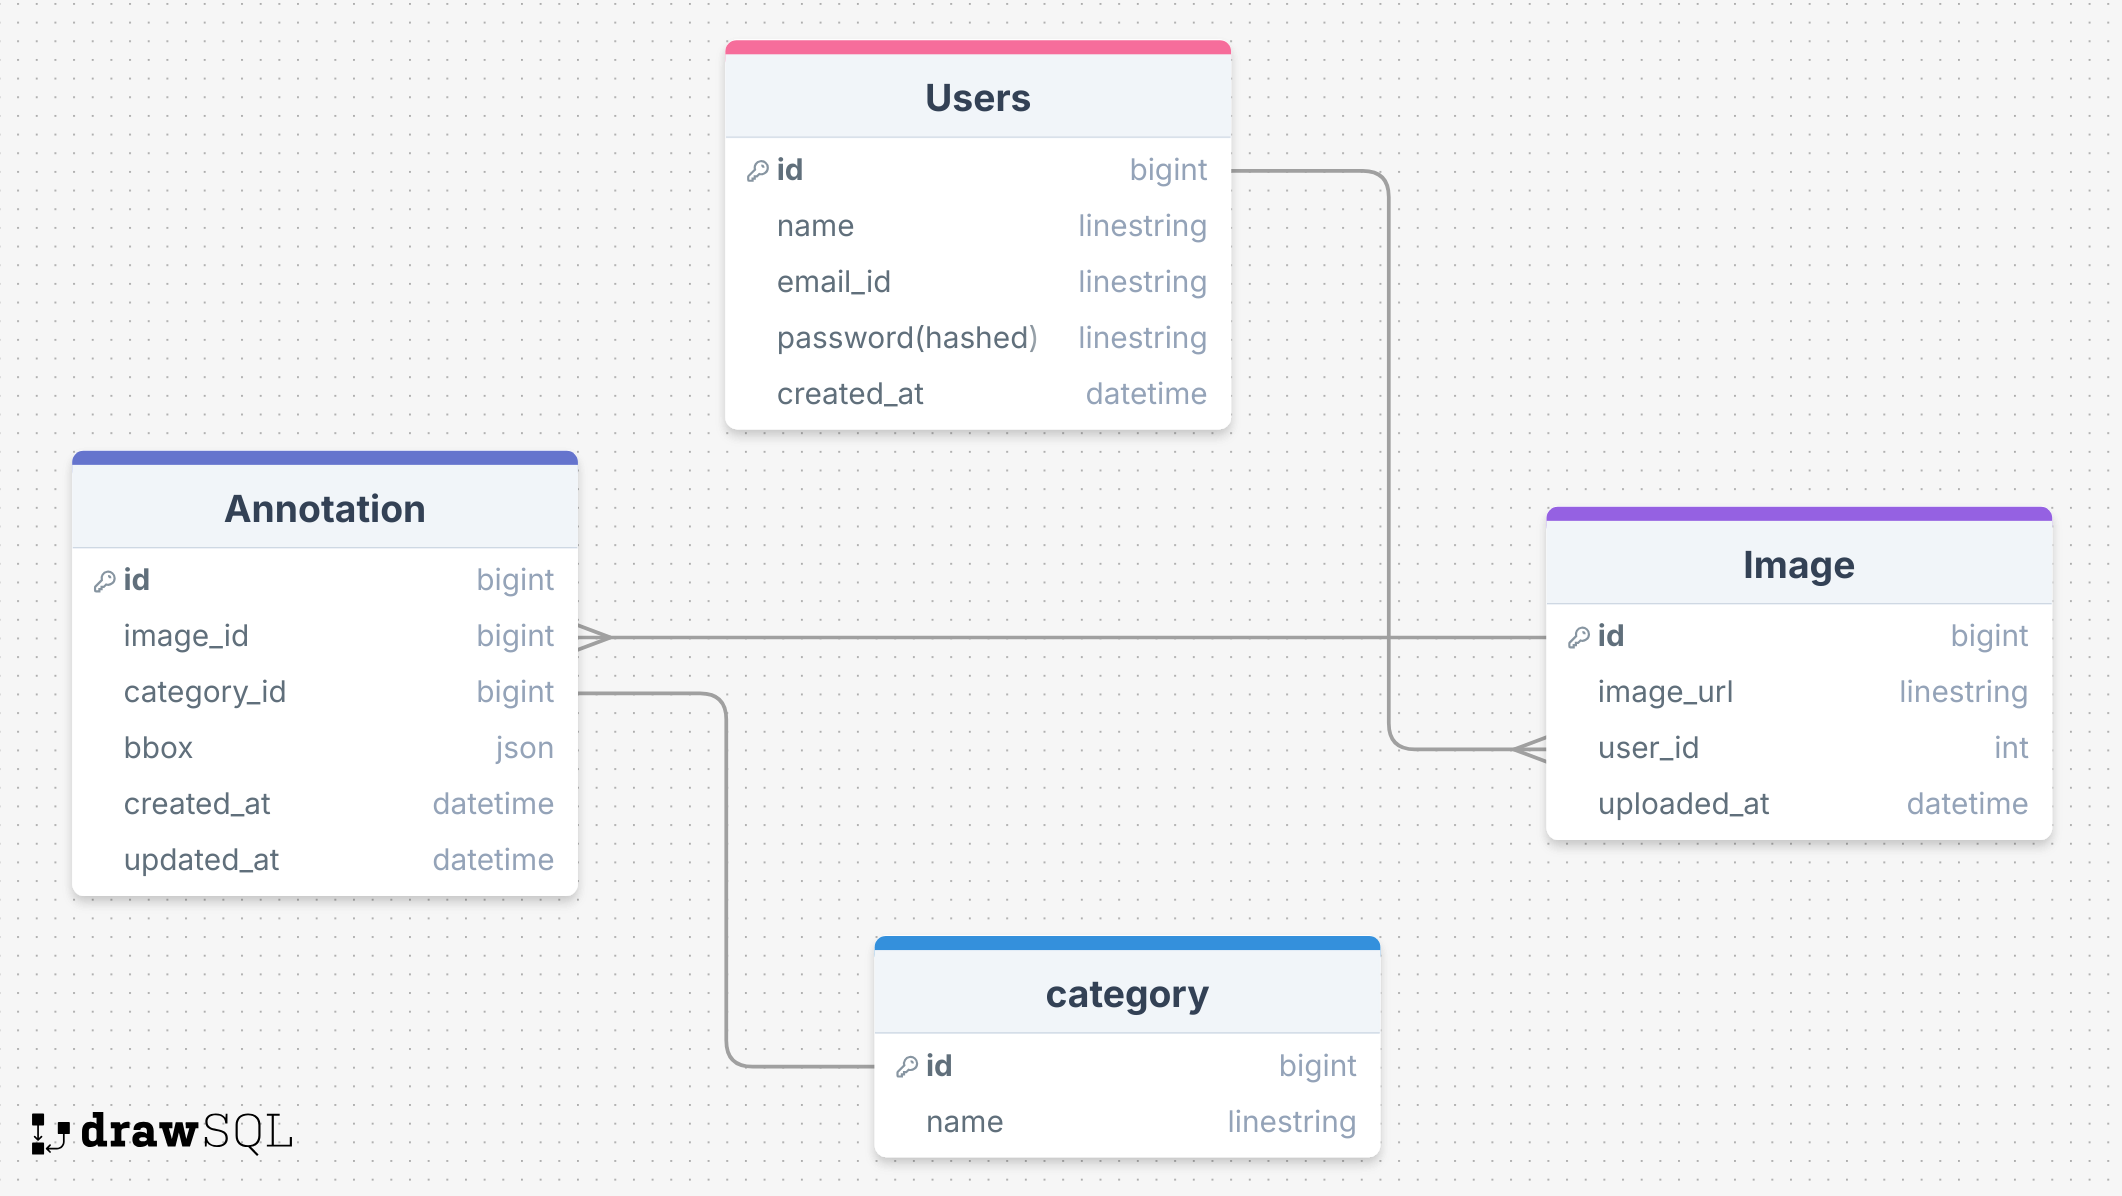 Users
id bigint
name linestring
email_id linestring
password(hashed) linestring
created_at datetime
Annotation
id bigint
image_id bigint
category_id bigint
bbox json
created_at datetime
updated_at datetime
Image
id bigint
image_url linestring
user_id int
uploaded_at datetime
category
id bigint
name linestring
drawSQL